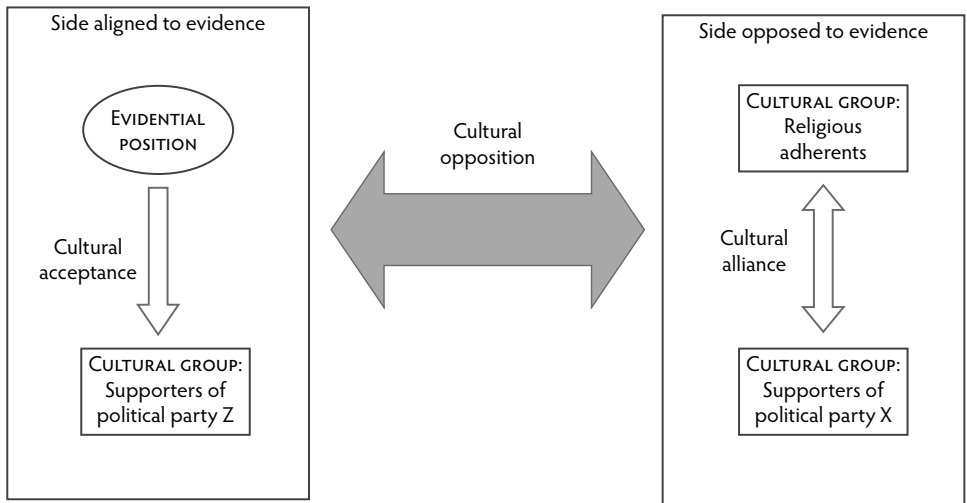 Side aligned to evidence
EVIDENTIAL
POSITION
Cultural
acceptance
CULTURAL GROUP:
Supporters of
political party Z
Cultural
opposition
Side opposed to evidence
CULTURAL GROUP:
Religious
adherents
Cultural
alliance
CULTURAL GROUP:
Supporters of
political party X